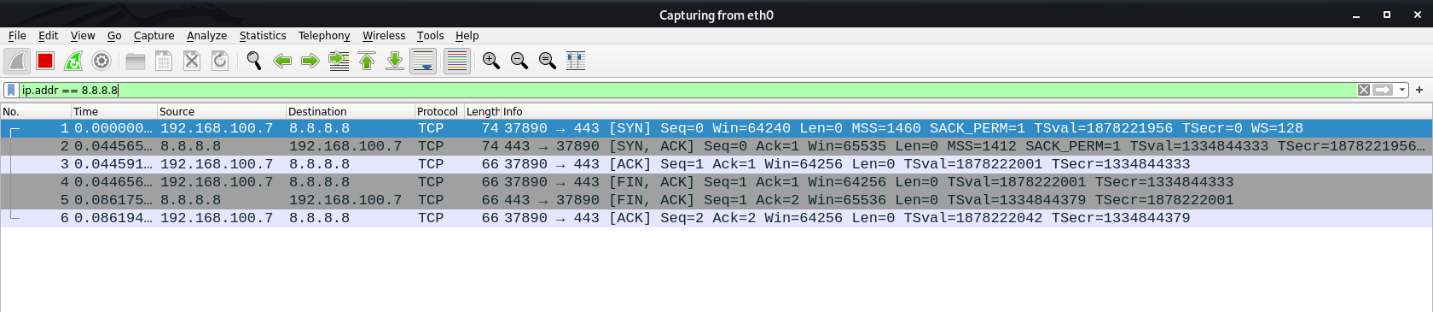 Capturing from eth0
File Edit View Go Capture Analyze Statistics Telephony Wireless Tools Help
ip.addr == 8.8.8.8
No. Time Source Destination Protocol Length Info
1 0.000000… 192.168.100.7 8.8.8.8 TCP 74 37890 → 443 [SYN] Seq=0 Win=64240 Len=0 MSS=1460 SACK_PERM=1 TSval=1878221956 TSecr=0 WS=128
2 0.044565… 8.8.8.8 192.168.100.7 TCP 74 443 → 37890 [SYN, ACK] Seq=0 Ack=1 Win=65535 Len=0 MSS=1412 SACK_PERM=1 TSval=1334844333 TSecr=1878221956…
3 0.044591… 192.168.100.7 8.8.8.8 TCP 66 37890 → 443 [ACK] Seq=1 Ack=1 Win=64256 Len=0 TSval=1878222001 TSecr=1334844333
4 0.044656… 192.168.100.7 8.8.8.8 TCP 66 37890 → 443 [FIN, ACK] Seq=1 Ack=1 Win=64256 Len=0 TSval=1878222001 TSecr=1334844333
5 0.086175… 8.8.8.8 192.168.100.7 TCP 66 443 → 37890 [FIN, ACK] Seq=1 Ack=2 Win=65536 Len=0 TSval=1334844379 TSecr=1878222001
6 0.086194… 192.168.100.7 8.8.8.8 TCP 66 37890 → 443 [ACK] Seq=2 Ack=2 Win=64256 Len=0 TSval=1878222042 TSecr=1334844379